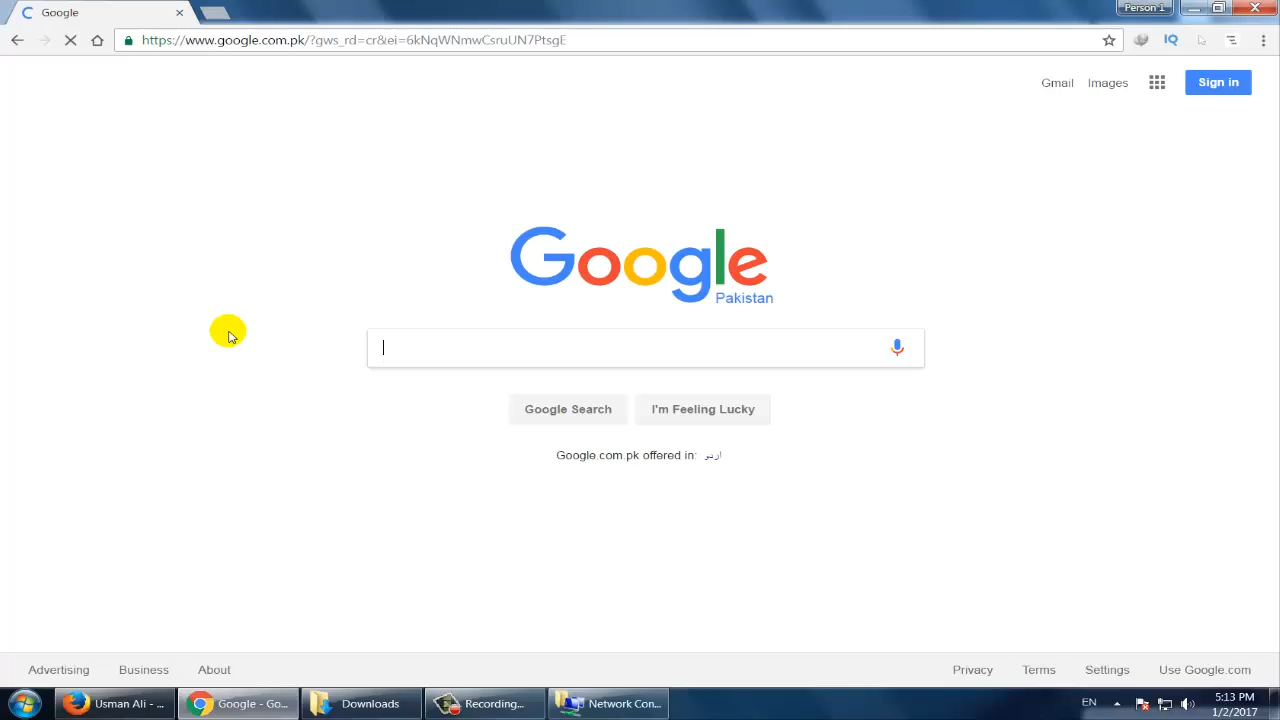 Google
Person 1
https://www.google.com.pk/?gws_rd=cr&ei=6kNqWNmwCsruUN7PtsgE
IQ
Gmail Images Sign in
Google
Pakistan
Google Search I'm Feeling Lucky
Google.com.pk offered in: اردو
Advertising Business About Privacy Terms Settings Use Google.com
Usman Ali - ... Google - Go... Downloads Recording... Network Con... EN 5:13 PM
1/2/2017